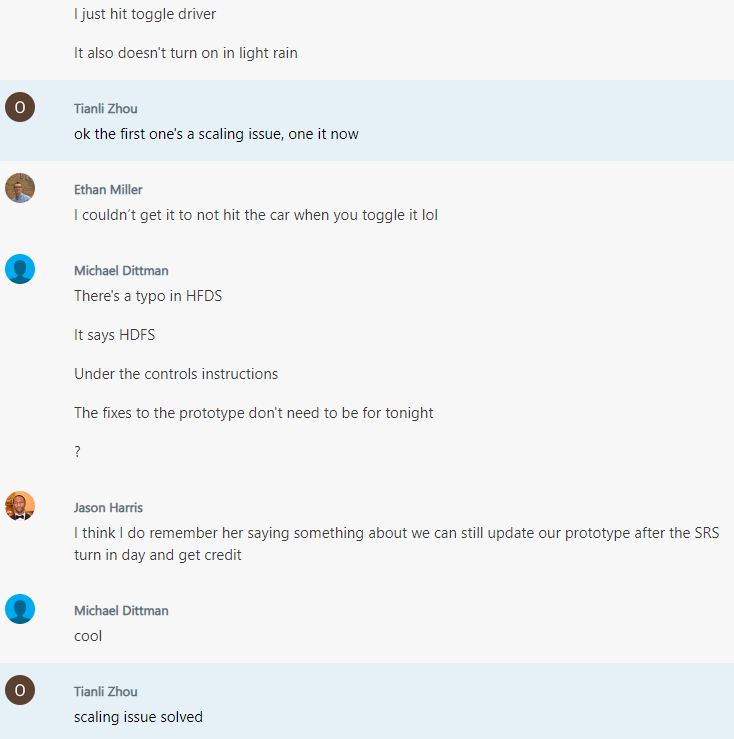 I just hit toggle driver
It also doesn't turn on in light rain
O
Tianli Zhou
ok the first one's a scaling issue, one it now
Ethan Miller
I couldn't get it to not hit the car when you toggle it lol
Michael Dittman
There's a typo in HFDS
It says HDFS
Under the controls instructions
The fixes to the prototype don't need to be for tonight
?
Jason Harris
I think I do remember her saying something about we can still update our prototype after the SRS
turn in day and get credit
Michael Dittman
cool
O
Tianli Zhou
scaling issue solved